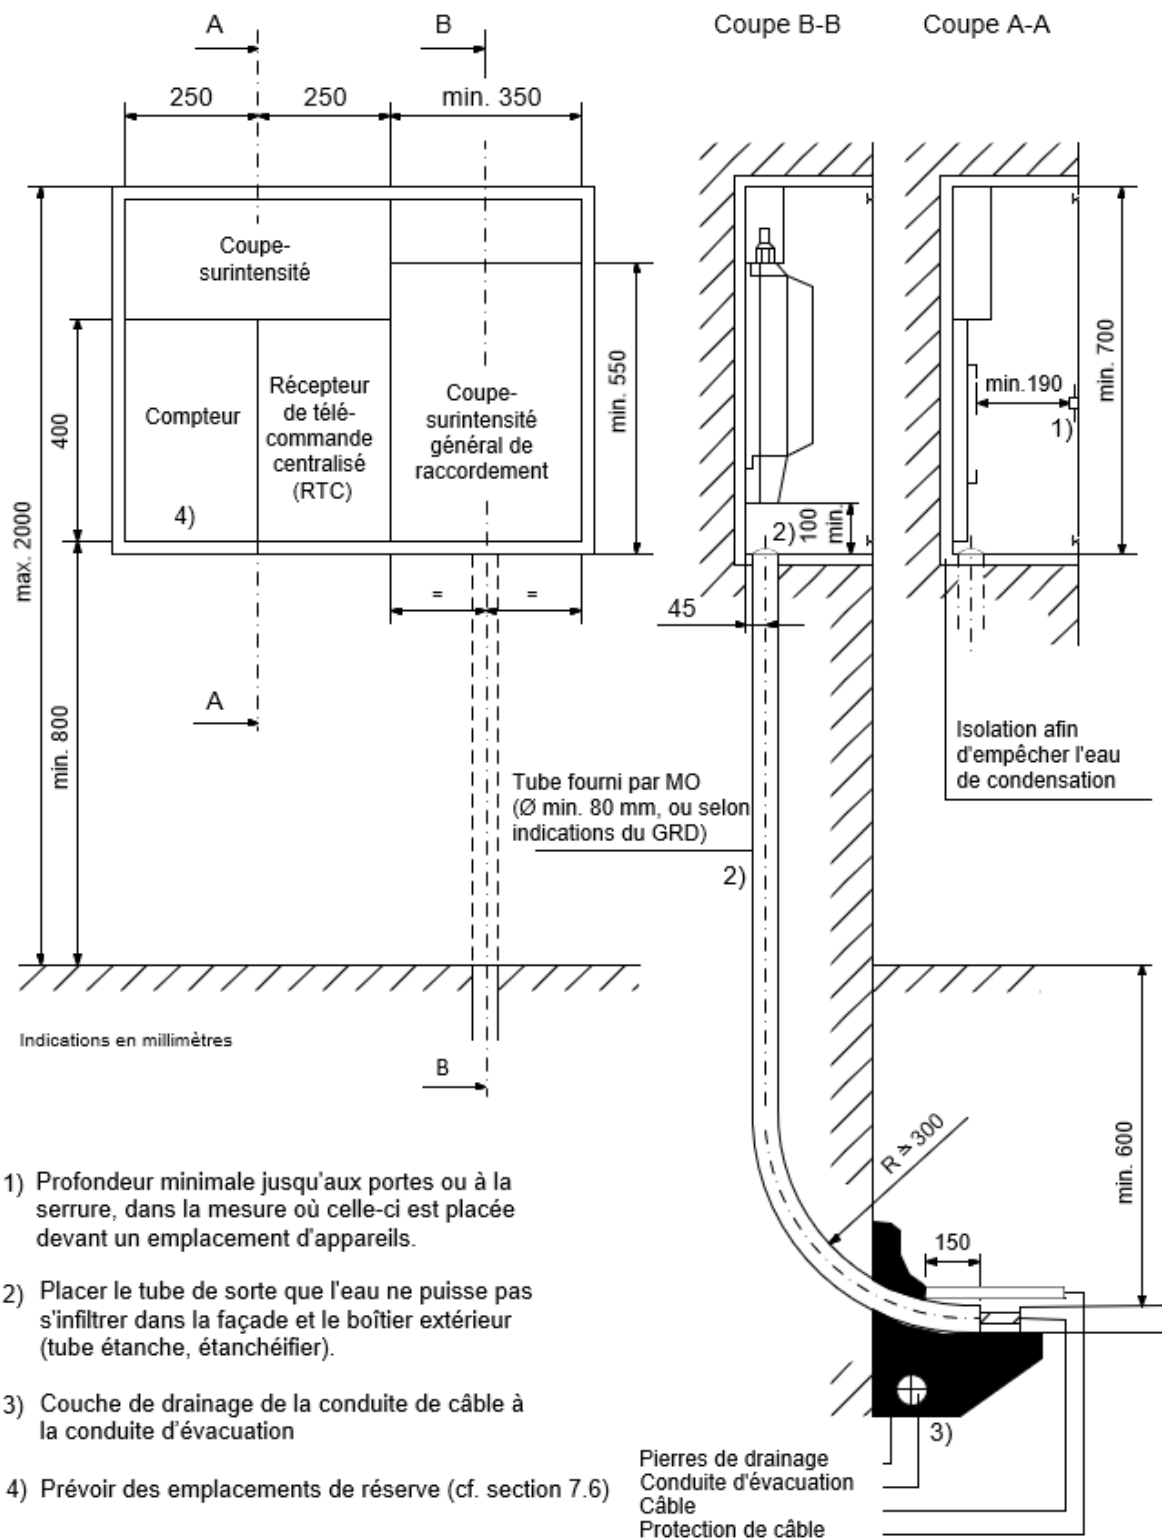 A
B
Coupe B-B
Coupe A-A
250
250
min. 350
Coupe-
surintensité
Compteur
4)
Récepteur
de télé-
commande
centralisé
(RTC)
Coupe-
surintensité
général de
raccordement
400
max. 2000
min. 800
min. 550
=
=
A
2)
100
min.
45
min.190
1)
min. 700
Isolation afin
d'empêcher l'eau
de condensation
Tube fourni par MO
(Ø min. 80 mm, ou selon
indications du GRD)
2)
Indications en millimètres
B
R ≥ 300
150
min. 600
3)
1) Profondeur minimale jusqu'aux portes ou à la
serrure, dans la mesure où celle-ci est placée
devant un emplacement d'appareils.
2) Placer le tube de sorte que l'eau ne puisse pas
s'infiltrer dans la façade et le boîtier extérieur
(tube étanche, étanchéifier).
3) Couche de drainage de la conduite de câble à
la conduite d'évacuation
4) Prévoir des emplacements de réserve (cf. section 7.6)
Pierres de drainage
Conduite d'évacuation
Câble
Protection de câble